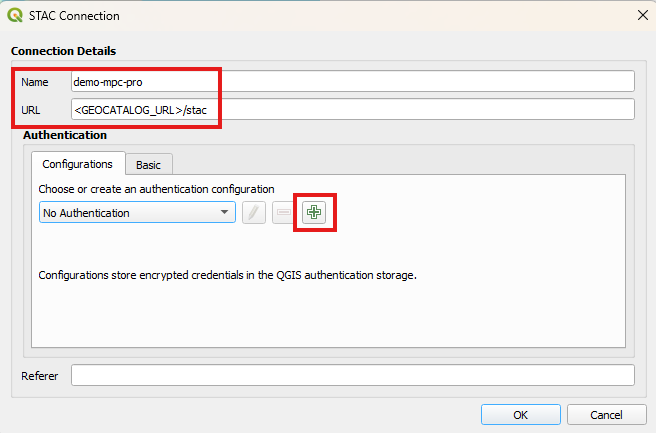 STAC Connection
Connection Details
Name demo-mpc-pro
URL <GEOCATALOG_URL>/stac
Authentication
Configurations Basic
Choose or create an authentication configuration
No Authentication
Configurations store encrypted credentials in the QGIS authentication storage.
Referer
OK Cancel